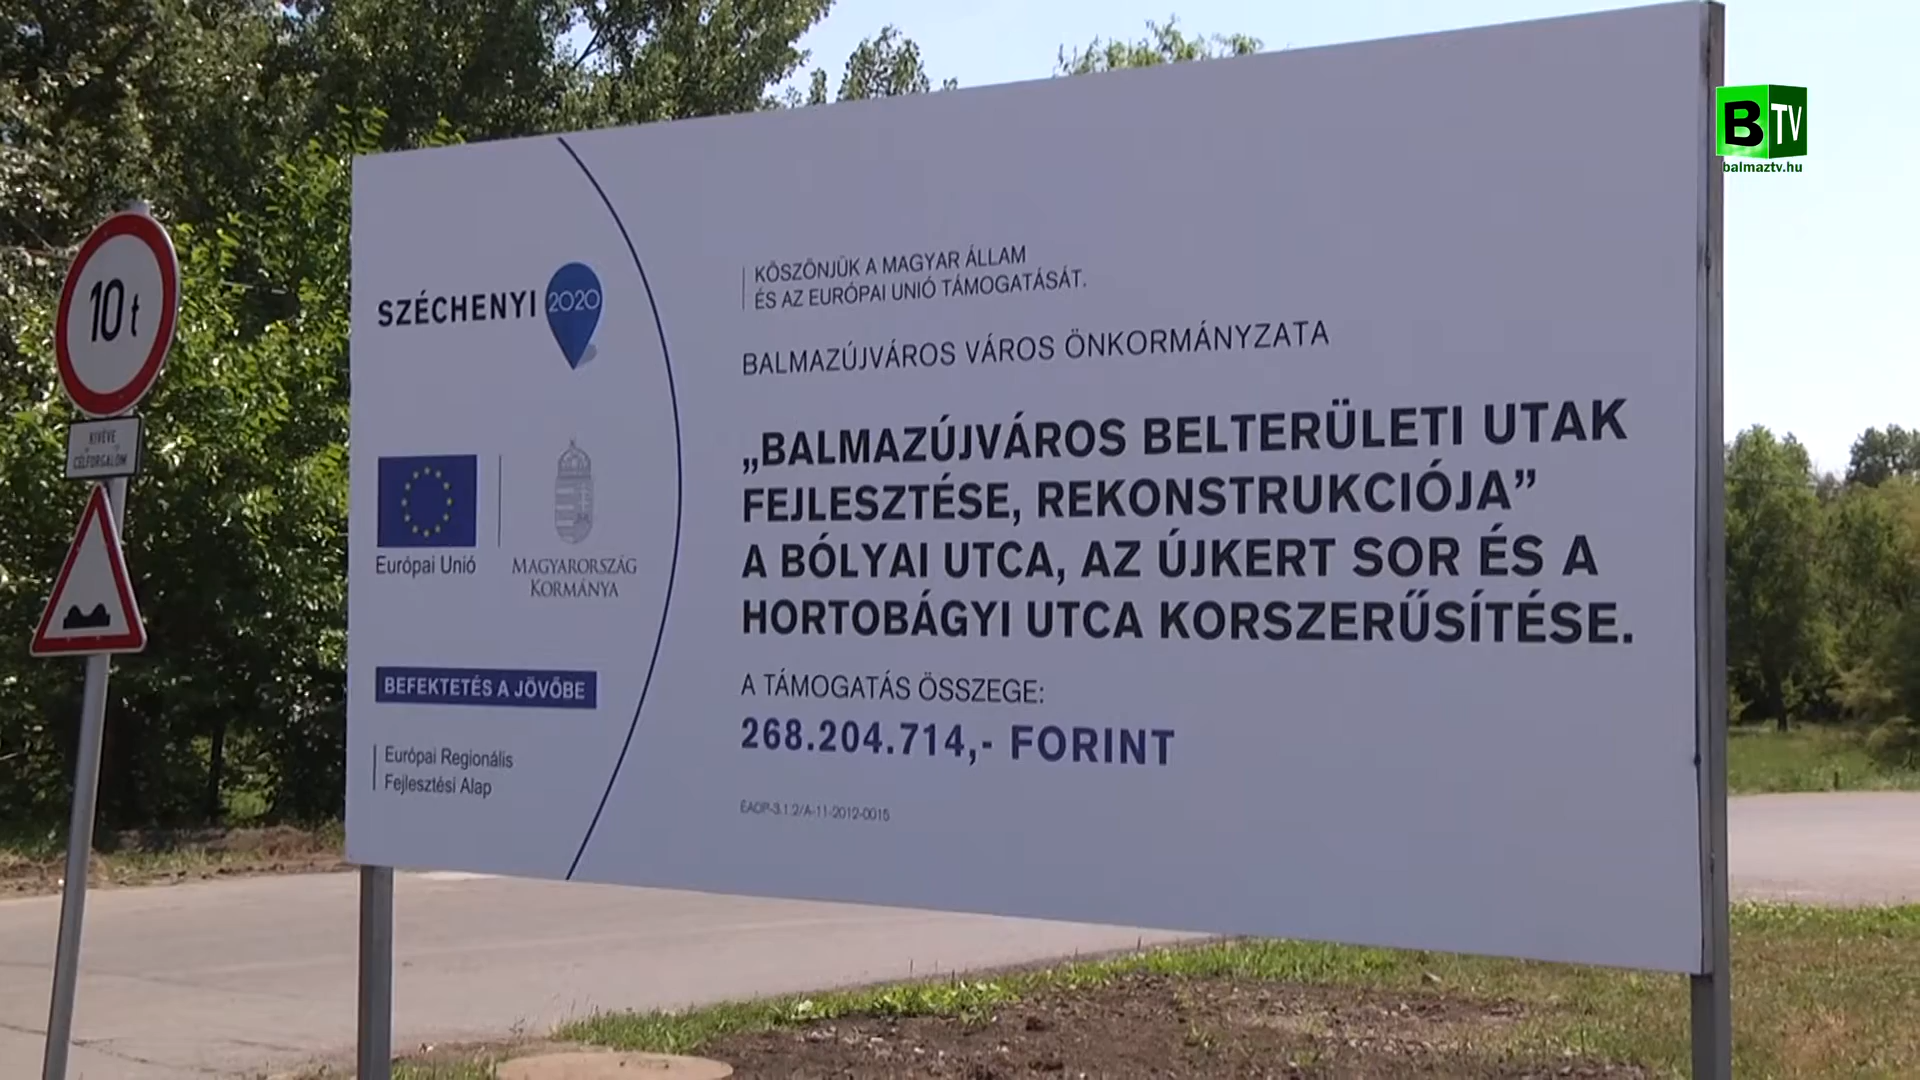 10 t
KIVÉVE
CÉLFORGALOM
SZÉCHENYI 2020
Európai Unió
MAGYARORSZÁG
KORMÁNYA
BEFEKTETÉS A JÖVŐBE
Európai Regionális
Fejlesztési Alap
KÖSZÖNJÜK A MAGYAR ÁLLAM
ÉS AZ EURÓPAI UNIÓ TÁMOGATÁSÁT.
BALMAZÚJVÁROS VÁROS ÖNKORMÁNYZATA
„BALMAZÚJVÁROS BELTERÜLETI UTAK
FEJLESZTÉSE, REKONSTRUKCIÓJA”
A BÓLYAI UTCA, AZ ÚJKERT SOR ÉS A
HORTOBÁGYI UTCA KORSZERŰSÍTÉSE.
A TÁMOGATÁS ÖSSZEGE:
268.204.714,- FORINT
ÉAOP-3.1.2/A-11-2012-0015
B TV
balmaztv.hu